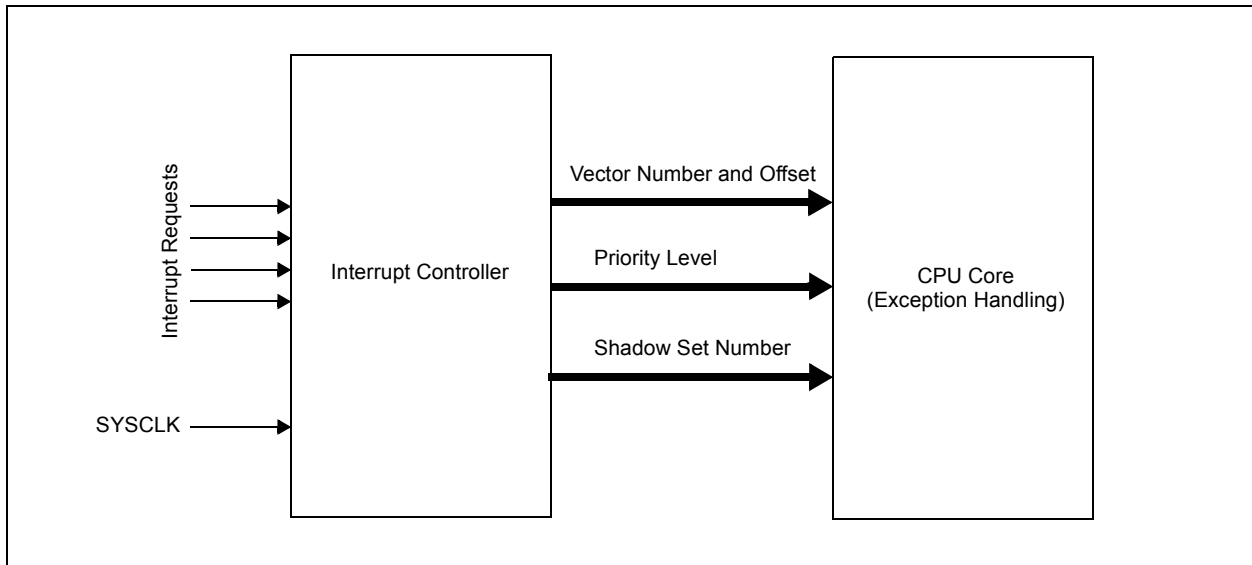 Interrupt Requests
SYSCLK
Interrupt Controller
Vector Number and Offset
Priority Level
Shadow Set Number
CPU Core
(Exception Handling)